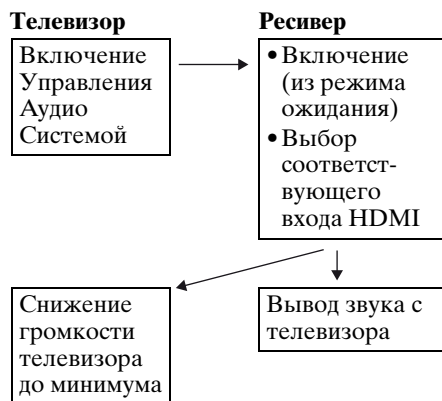 Телевизор
Включение
Управления
Аудио
Системой
Ресивер
• Включение
(из режима
ожидания)
• Выбор
соответст-
вующего
входа HDMI
Снижение
громкости
телевизора
до минимума
Вывод звука с
телевизора